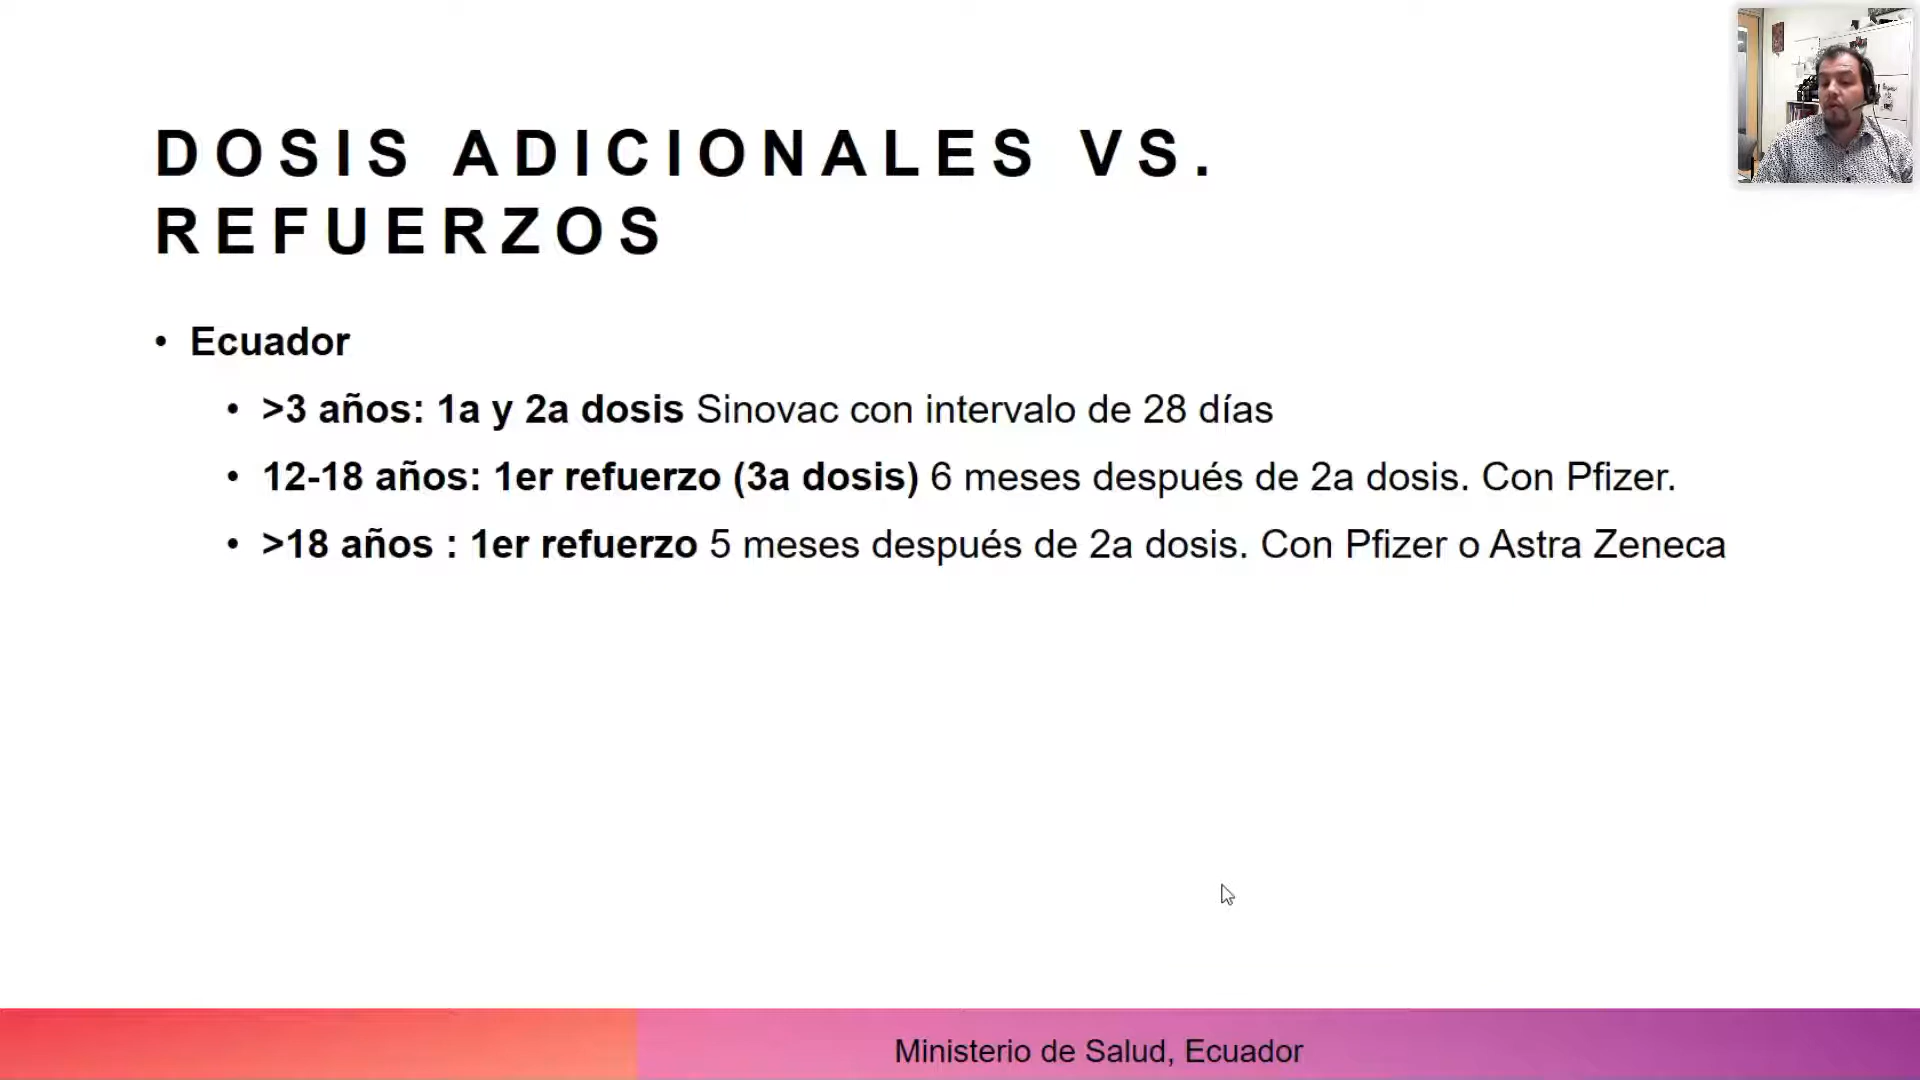 DOSIS ADICIONALES VS.
REFUERZOS
• Ecuador
• >3 años: 1a y 2a dosis Sinovac con intervalo de 28 días
• 12-18 años: 1er refuerzo (3a dosis) 6 meses después de 2a dosis. Con Pfizer.
• >18 años : 1er refuerzo 5 meses después de 2a dosis. Con Pfizer o Astra Zeneca
Ministerio de Salud, Ecuador